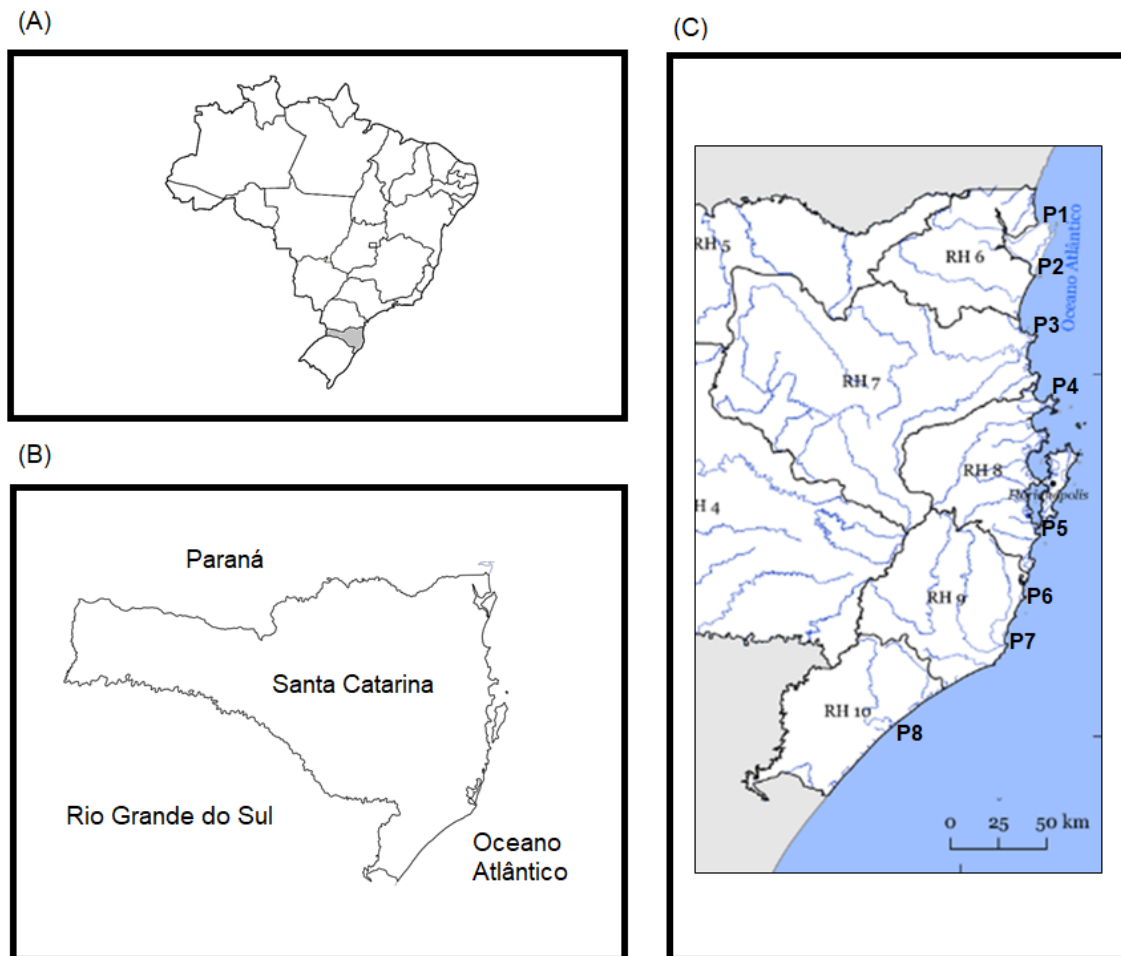 (A)
(B)
Paraná
Santa Catarina
Rio Grande do Sul
Oceano
Atlântico
(C)
P1
RH 5
RH 6
Oceano Atlântico
P2
P3
RH 7
P4
RH 8
Florianópolis
H 4
P5
RH 9
P6
P7
RH 10
P8
0 25 50 km